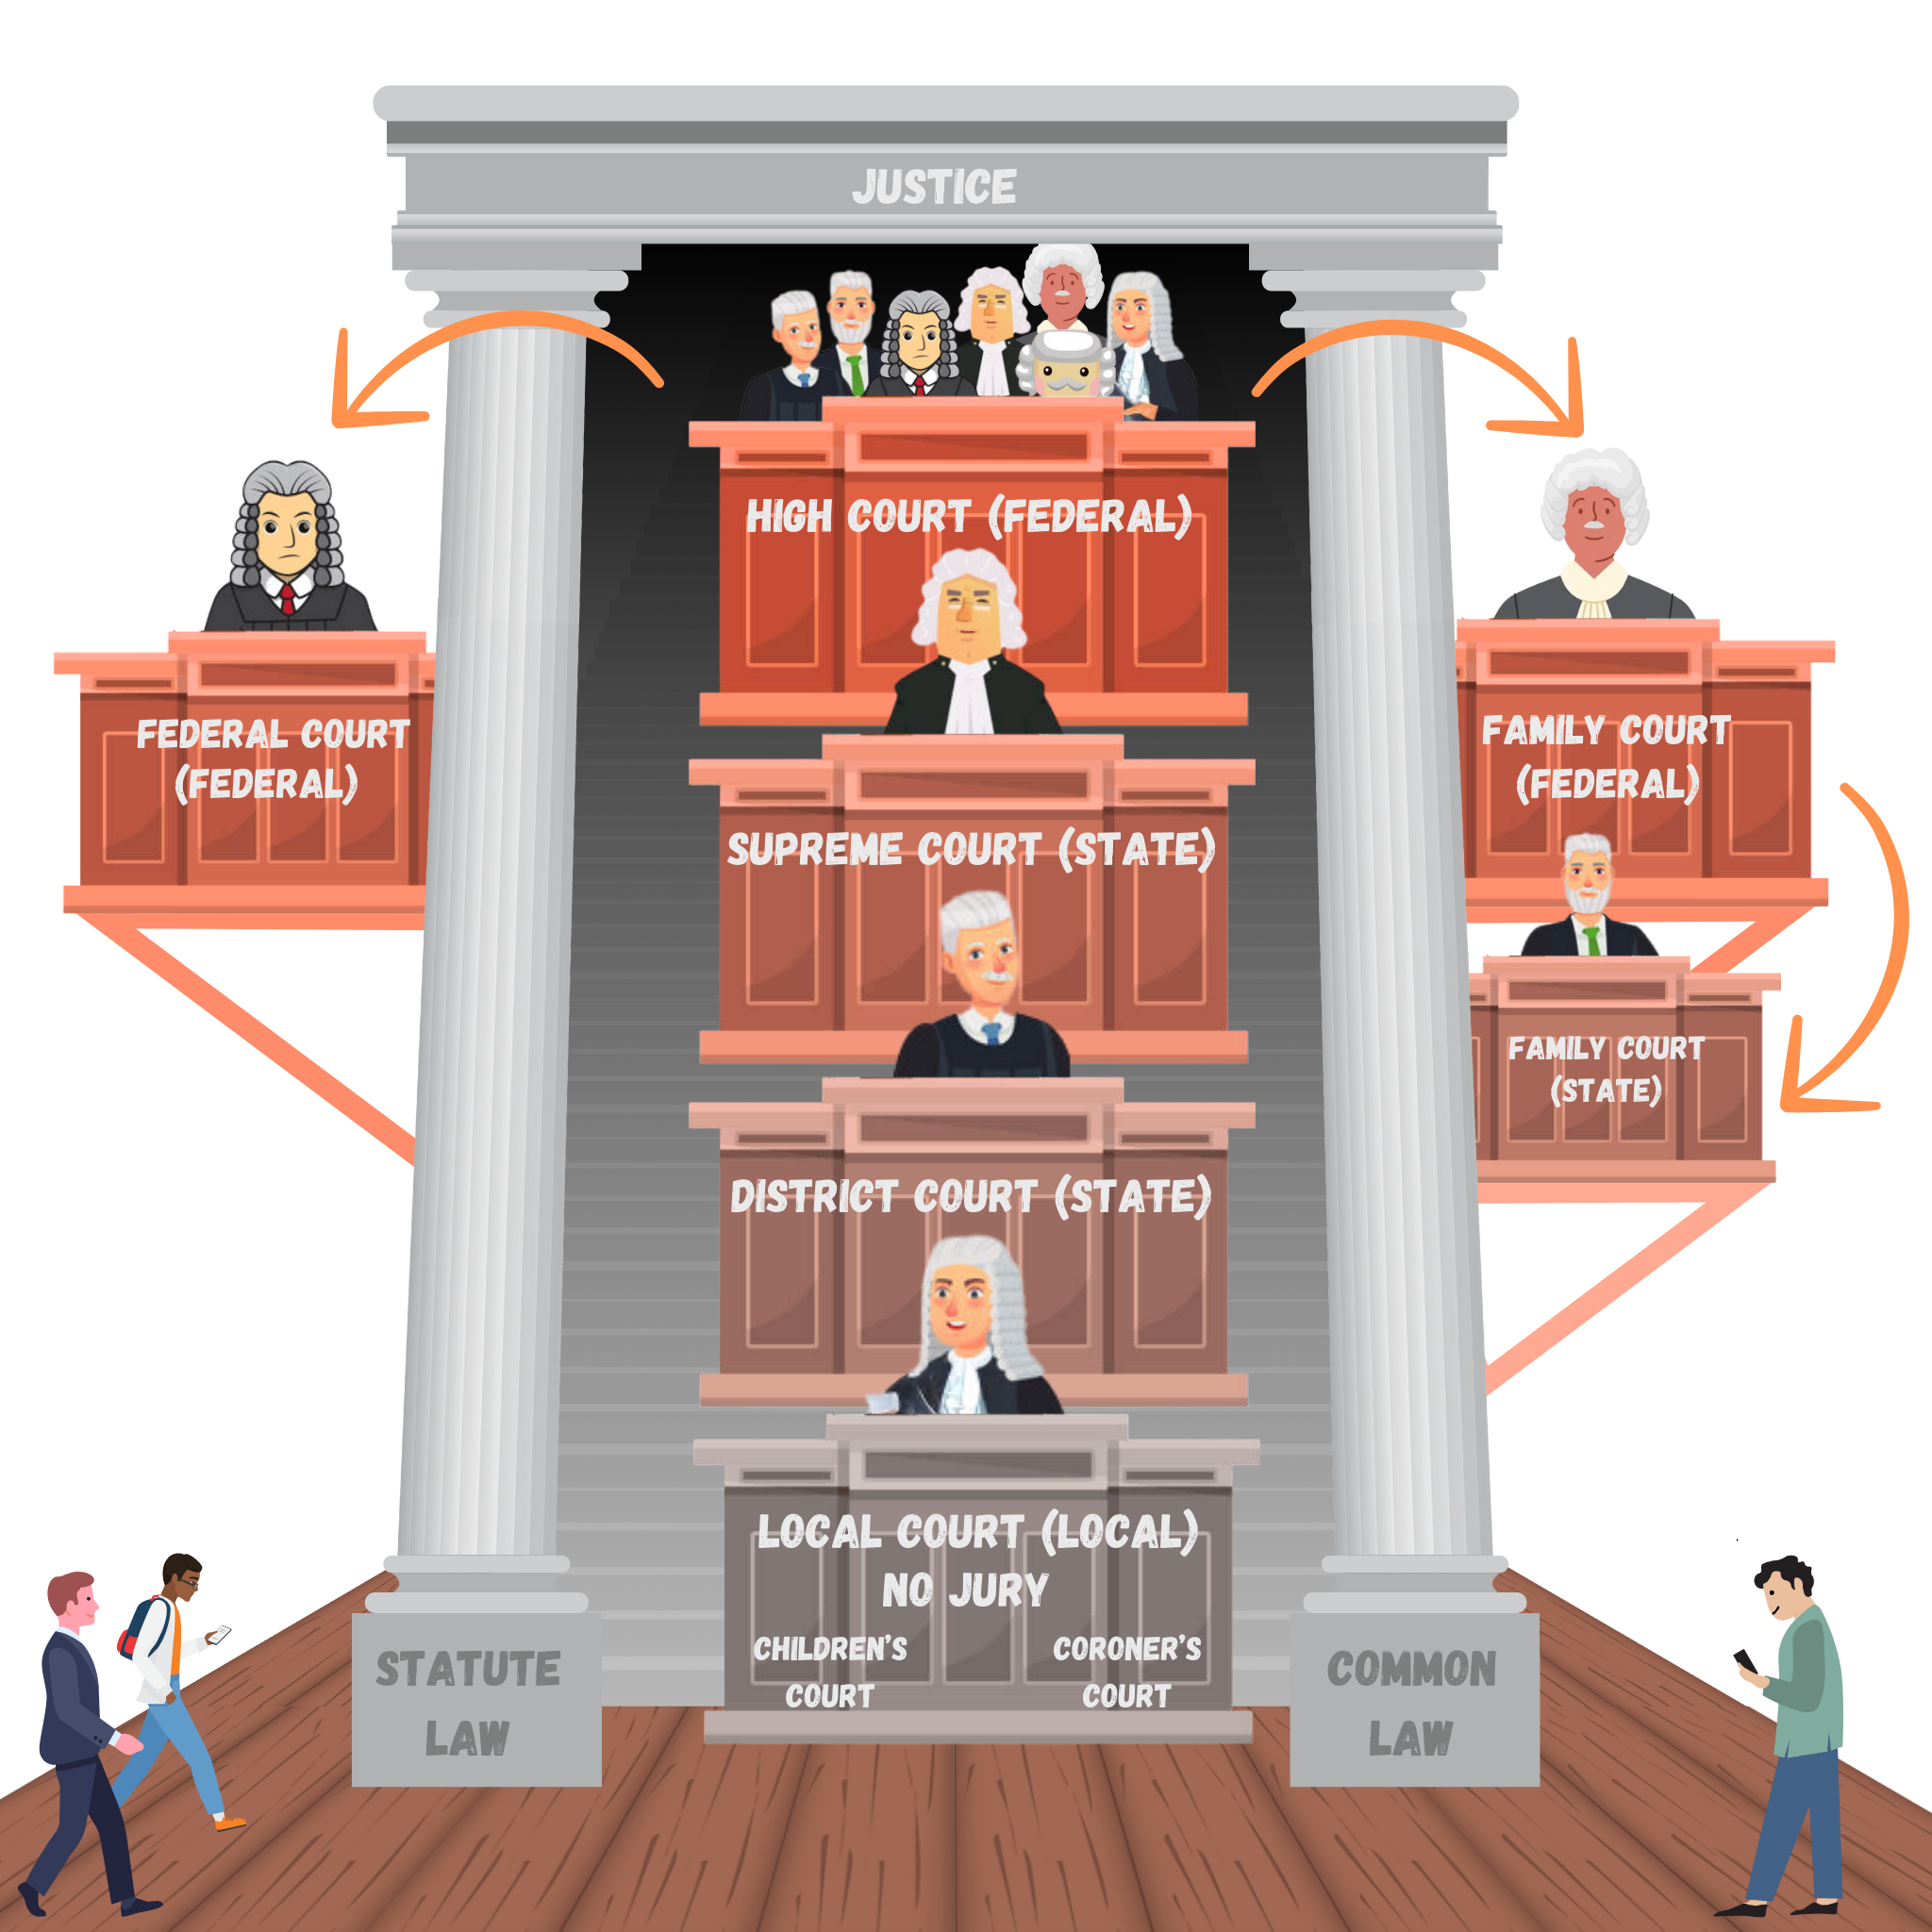 JUSTICE
HIGH COURT (FEDERAL)
FEDERAL COURT
(FEDERAL)
FAMILY COURT
(FEDERAL)
SUPREME COURT (STATE)
FAMILY COURT
(STATE)
DISTRICT COURT (STATE)
LOCAL COURT (LOCAL)
NO JURY
CHILDREN'S
COURT
CORONER'S
COURT
STATUTE
LAW
COMMON
LAW